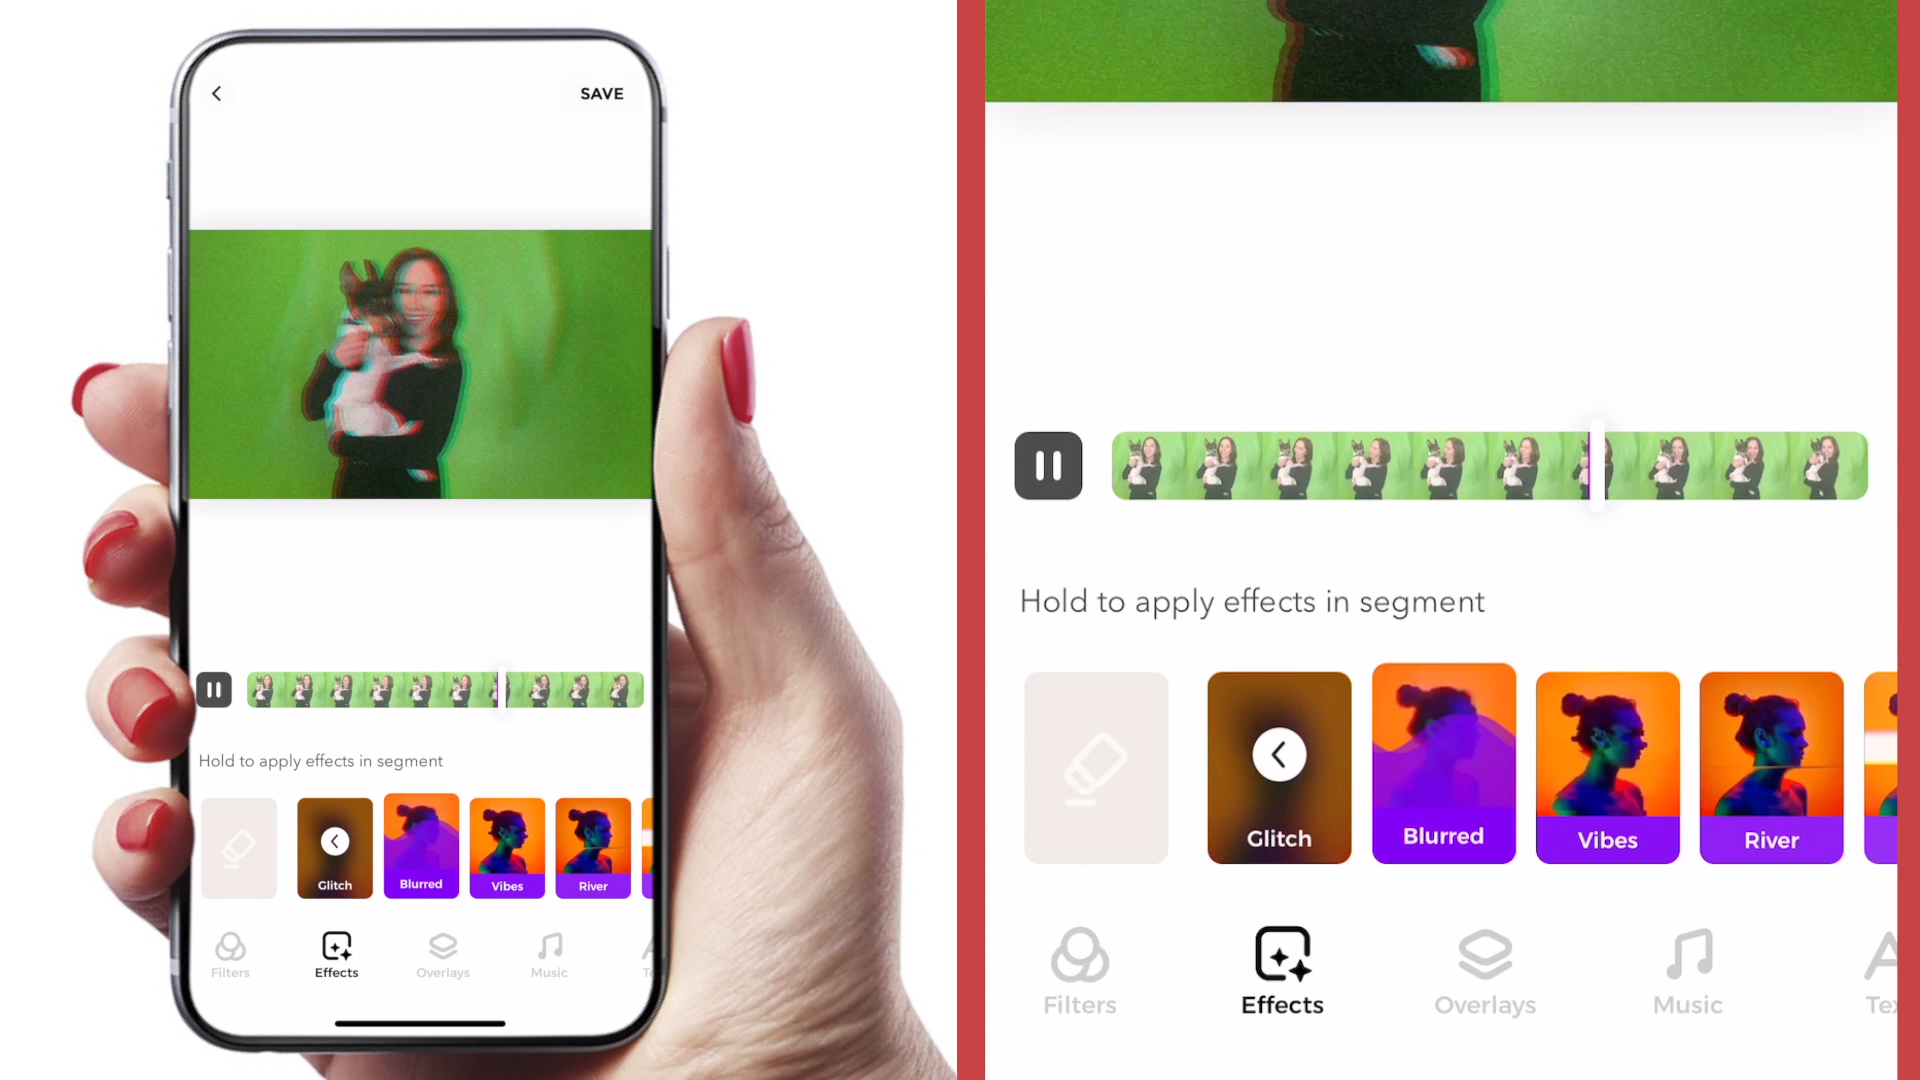 SAVE
Hold to apply effects in segment
Glitch
Blurred
Vibes
River
Filters
Effects
Overlays
Music
Hold to apply effects in segment
Glitch
Blurred
Vibes
River
Filters
Effects
Overlays
Music